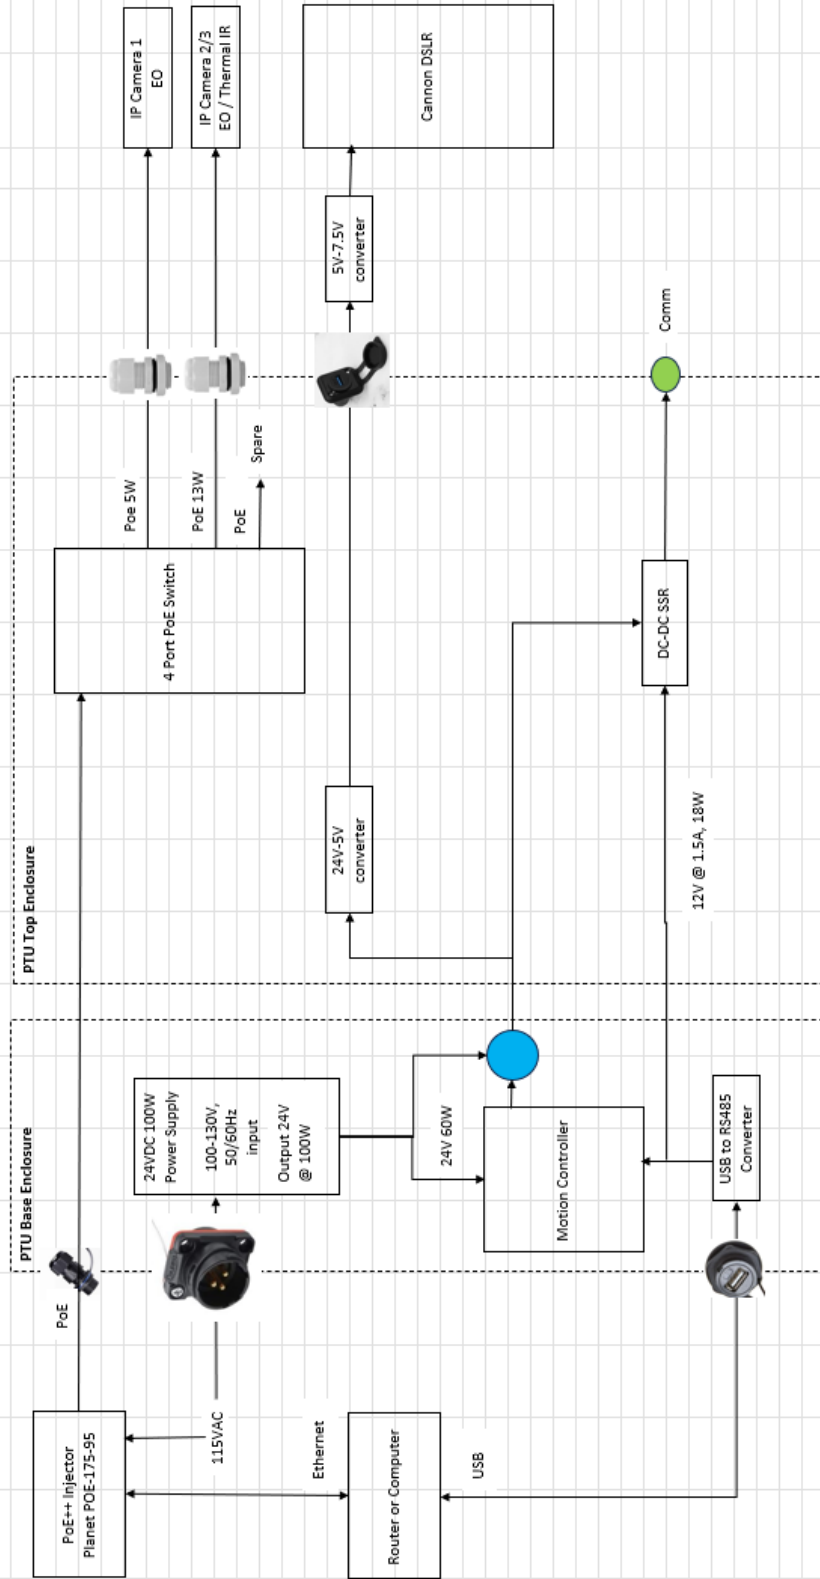 PoE++ Injector
Planet POE-175-95
PoE
115VAC
Ethernet
Router or Computer
USB
PTU Base Enclosure
24VDC 100W
Power Supply
100-130V,
50/60Hz
input
Output 24V
@ 100W
24V 60W
Motion Controller
USB to RS485
Converter
PTU Top Enclosure
4 Port PoE Switch
Poe 5W
PoE 13W
PoE
Spare
24V-5V
converter
12V @ 1.5A, 18W
DC-DC SSR
Comm
IP Camera 1
EO
IP Camera 2/3
EO / Thermal IR
5V-7.5V
converter
Cannon DSLR